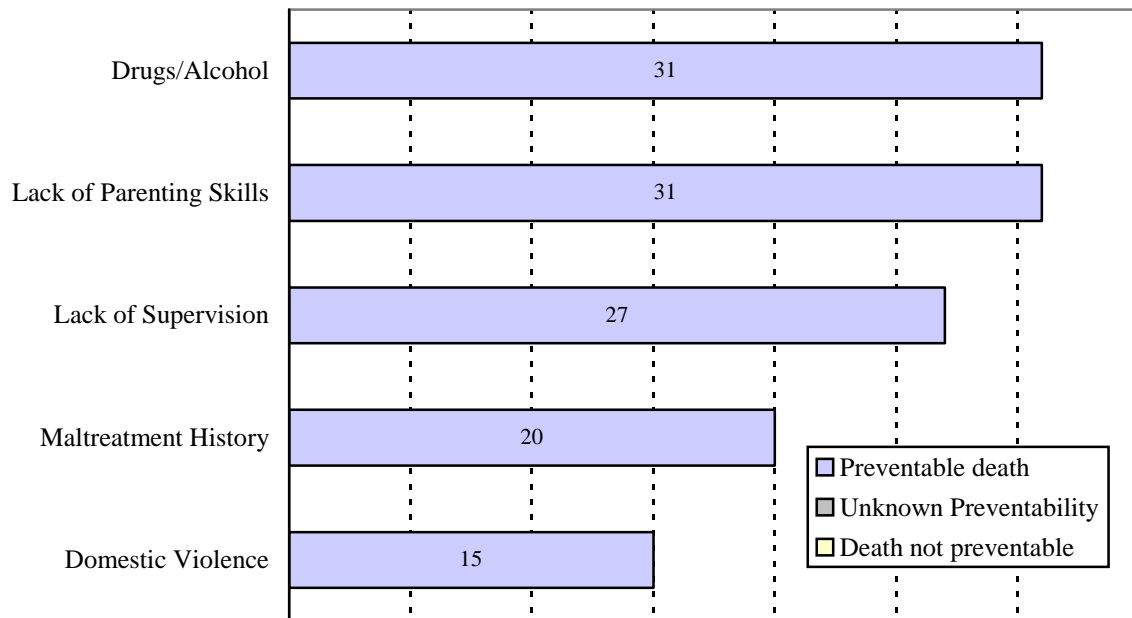 Drugs/Alcohol
31
Lack of Parenting Skills
31
Lack of Supervision
27
Maltreatment History
20
Domestic Violence
15
Preventable death
Unknown Preventability
Death not preventable